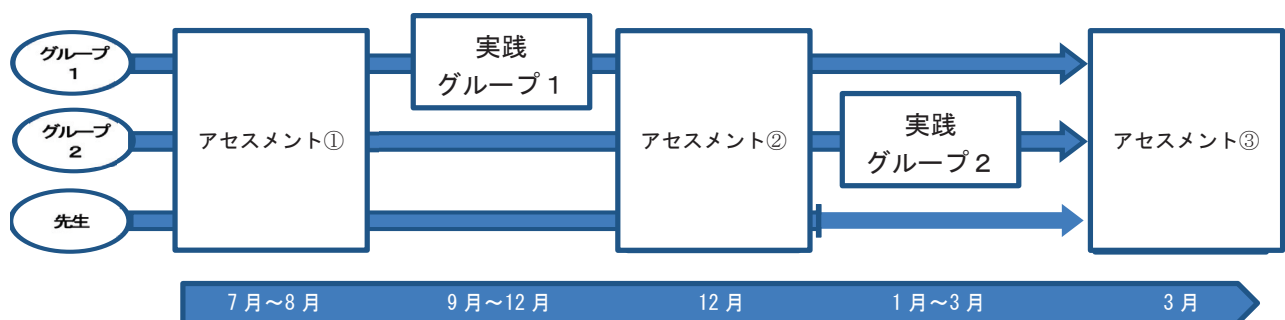 グループ
1
実践
グループ1
グループ
2
アセスメント①
アセスメント②
実践
グループ2
アセスメント③
先生
7月～8月
9月～12月
12月
1月～3月
3月